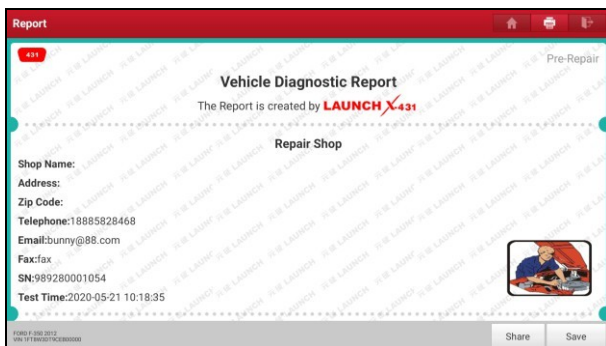 Report
431
Pre-Repair
Vehicle Diagnostic Report
The Report is created by LAUNCH X-431
Repair Shop
Shop Name:
Address:
Zip Code:
Telephone:18885828468
Email:bunny@88.com
Fax:fax
SN:989280001054
Test Time:2020-05-21 10:18:35
FORD F-350 2012
Share
Save